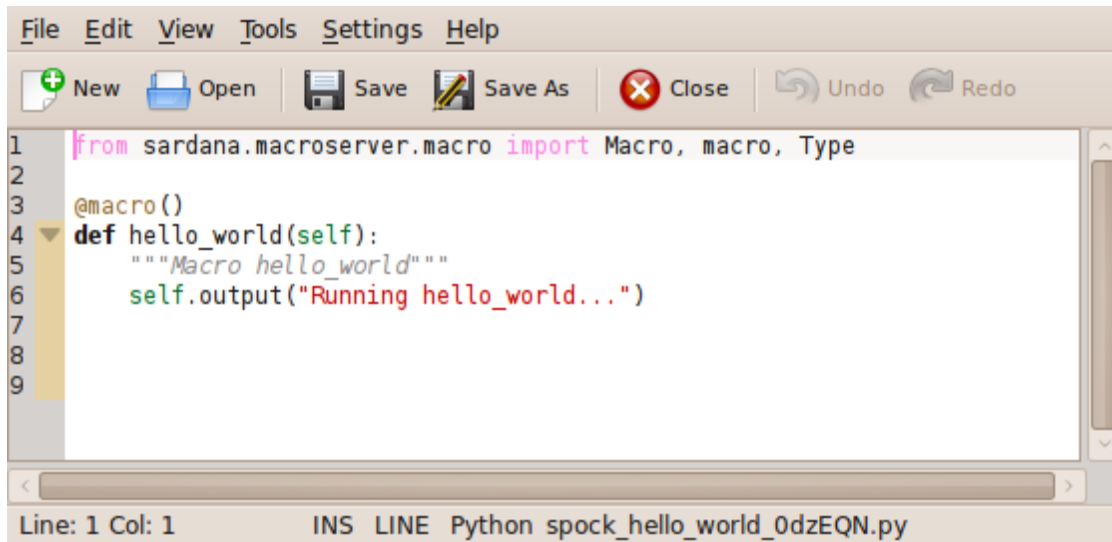 File Edit View Tools Settings Help
New Open Save Save As Close Undo Redo
1 from sardana.macroserver.macro import Macro, macro, Type
2
3 @macro()
4 def hello_world(self):
5     """Macro hello_world"""
6     self.output("Running hello_world...")
7
8
9
Line: 1 Col: 1 INS LINE Python spock_hello_world_0dzEQN.py